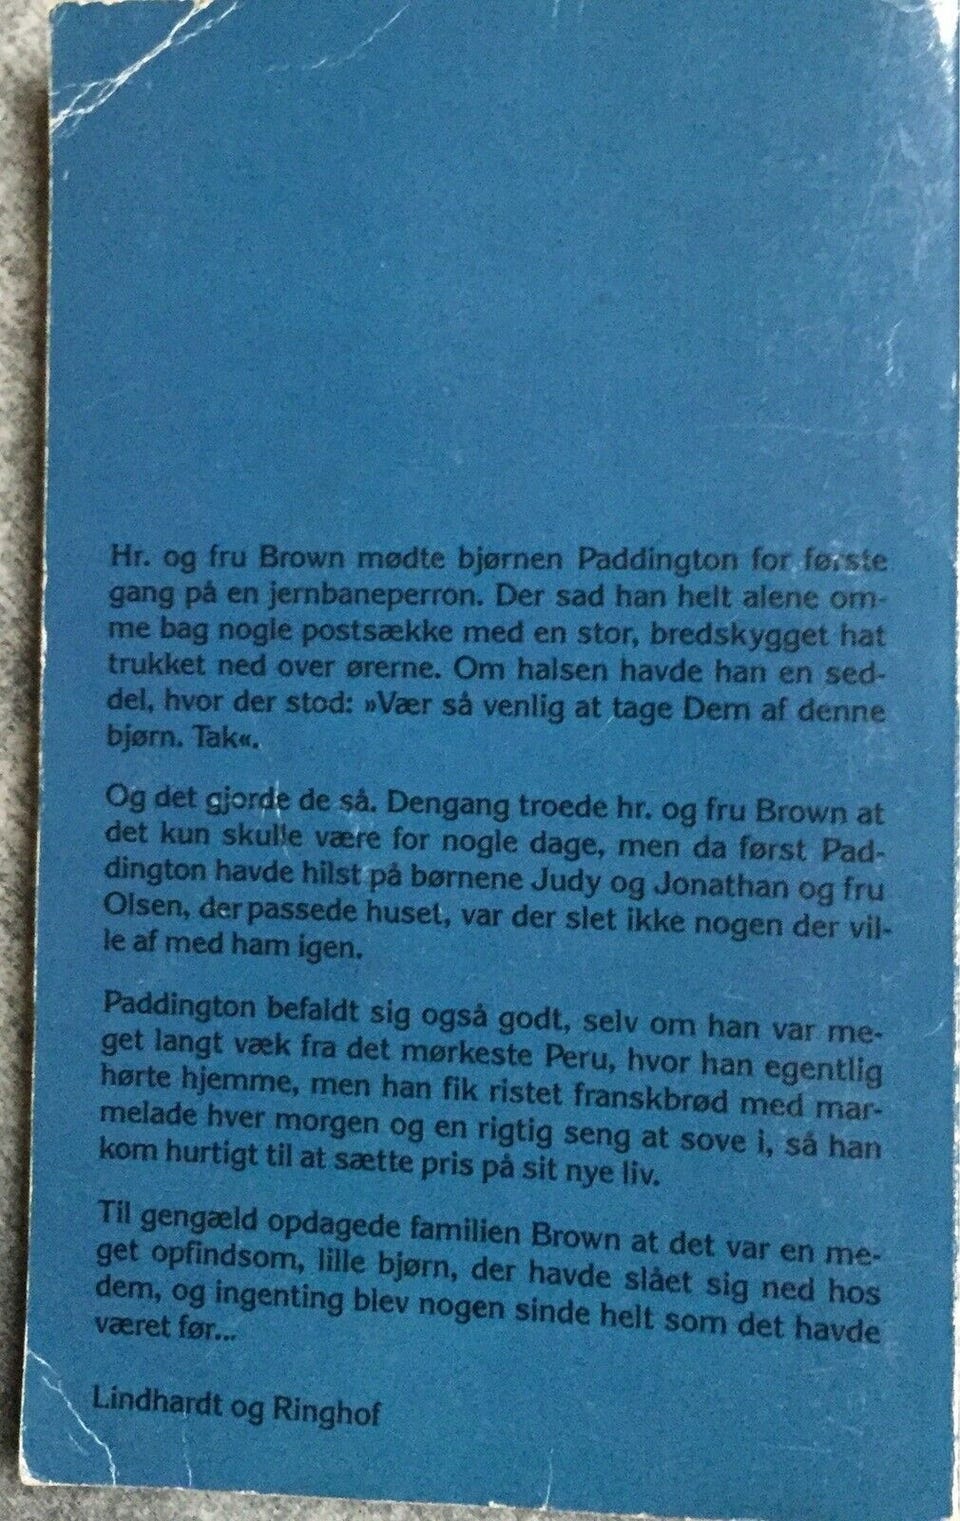 Hr. og fru Brown mødte bjørnen Paddington for første
gang på en jernbaneperron. Der sad han helt alene om-
me bag nogle postsække med en stor, bredskygget hat
trukket ned over ørerne. Om halsen havde han en sed-
del, hvor der stod: »Vær så venlig at tage Dem af denne
bjørn. Tak«.
Og det gjorde de så. Dengang troede hr. og fru Brown at
det kun skulle være for nogle dage, men da først Pad-
dington havde hilst på børnene Judy og Jonathan og fru
Olsen, der passede huset, var der slet ikke nogen der vil-
le af med ham igen.
Paddington befaldt sig også godt, selv om han var me-
get langt væk fra det mørkeste Peru, hvor han egentlig
hørte hjemme, men han fik ristet franskbrød med mar-
melade hver morgen og en rigtig seng at sove i, så han
kom hurtigt til at sætte pris på sit nye liv.
Til gengæld opdagede familien Brown at det var en me-
get opfindsom, lille bjørn, der havde slået sig ned hos
dem, og ingenting blev nogen sinde helt som det havde
været før...
Lindhardt og Ringhof